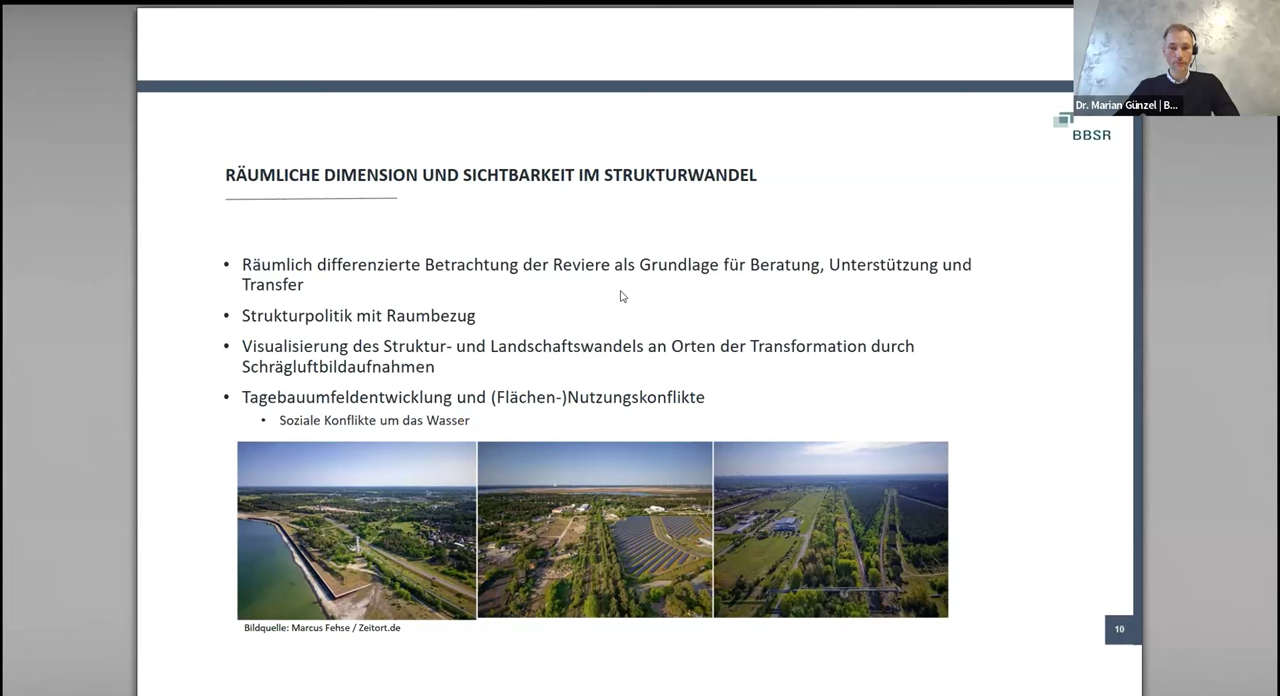 Dr. Marian Günzel | B...
BBSR
RÄUMLICHE DIMENSION UND SICHTBARKEIT IM STRUKTURWANDEL
• Räumlich differenzierte Betrachtung der Reviere als Grundlage für Beratung, Unterstützung und
Transfer
• Strukturpolitik mit Raumbezug
• Visualisierung des Struktur- und Landschaftswandels an Orten der Transformation durch
Schrägluftbildaufnahmen
• Tagebauumfeldentwicklung und (Flächen-)Nutzungskonflikte
• Soziale Konflikte um das Wasser
Bildquelle: Marcus Fehse / Zeitort.de
10